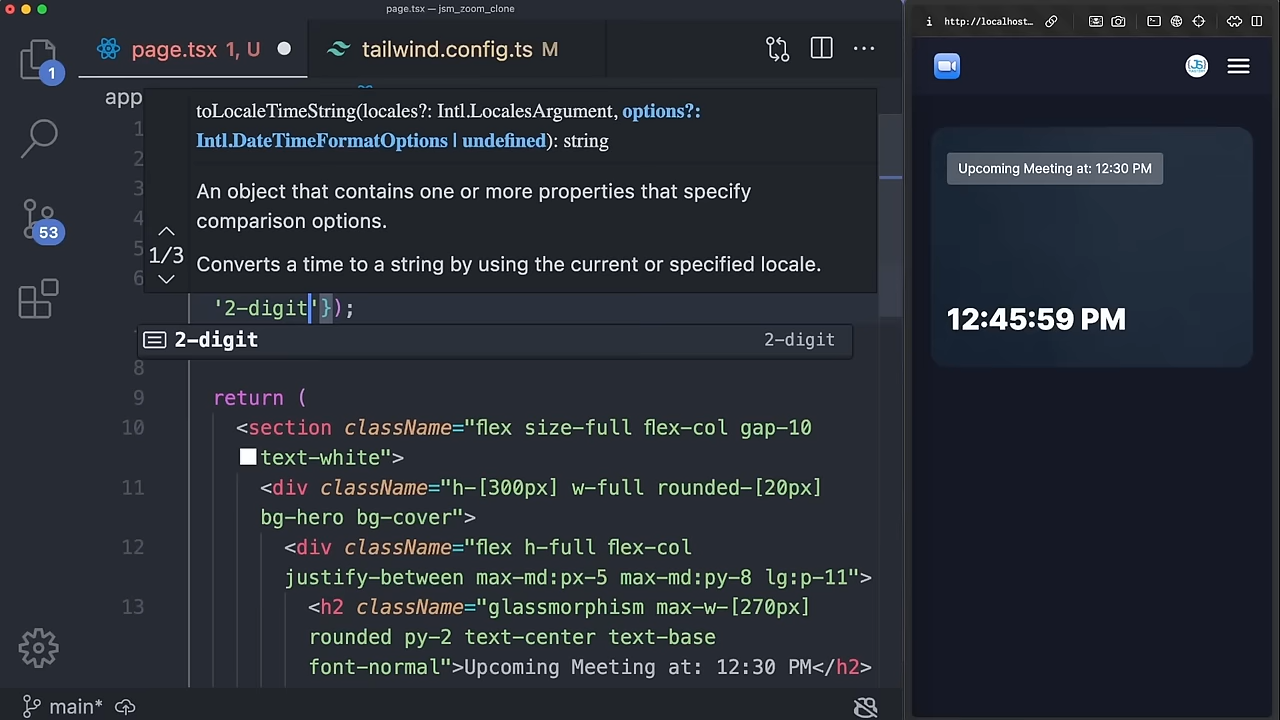 page.tsx — jsm_zoom_clone
page.tsx 1, U
tailwind.config.ts M
1
53
app
1
2
3
4
5
6
toLocaleTimeString(locales?: Intl.LocalesArgument, options?:
Intl.DateTimeFormatOptions | undefined): string
An object that contains one or more properties that specify
comparison options.
1/3
Converts a time to a string by using the current or specified locale.
'2-digit'});
2-digit 2-digit
8
9 return (
10 <section className="flex size-full flex-col gap-10
text-white">
11 <div className="h-[300px] w-full rounded-[20px]
bg-hero bg-cover">
12 <div className="flex h-full flex-col
justify-between max-md:px-5 max-md:py-8 lg:p-11">
13 <h2 className="glassmorphism max-w-[270px]
rounded py-2 text-center text-base
font-normal">Upcoming Meeting at: 12:30 PM</h2>
main*
i http://localhost…
JS
Upcoming Meeting at: 12:30 PM
12:45:59 PM